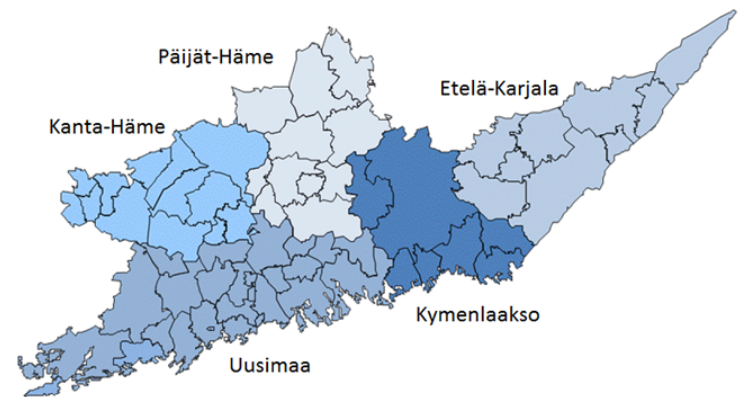 Päijät-Häme
Etelä-Karjala
Kanta-Häme
Kymenlaakso
Uusimaa